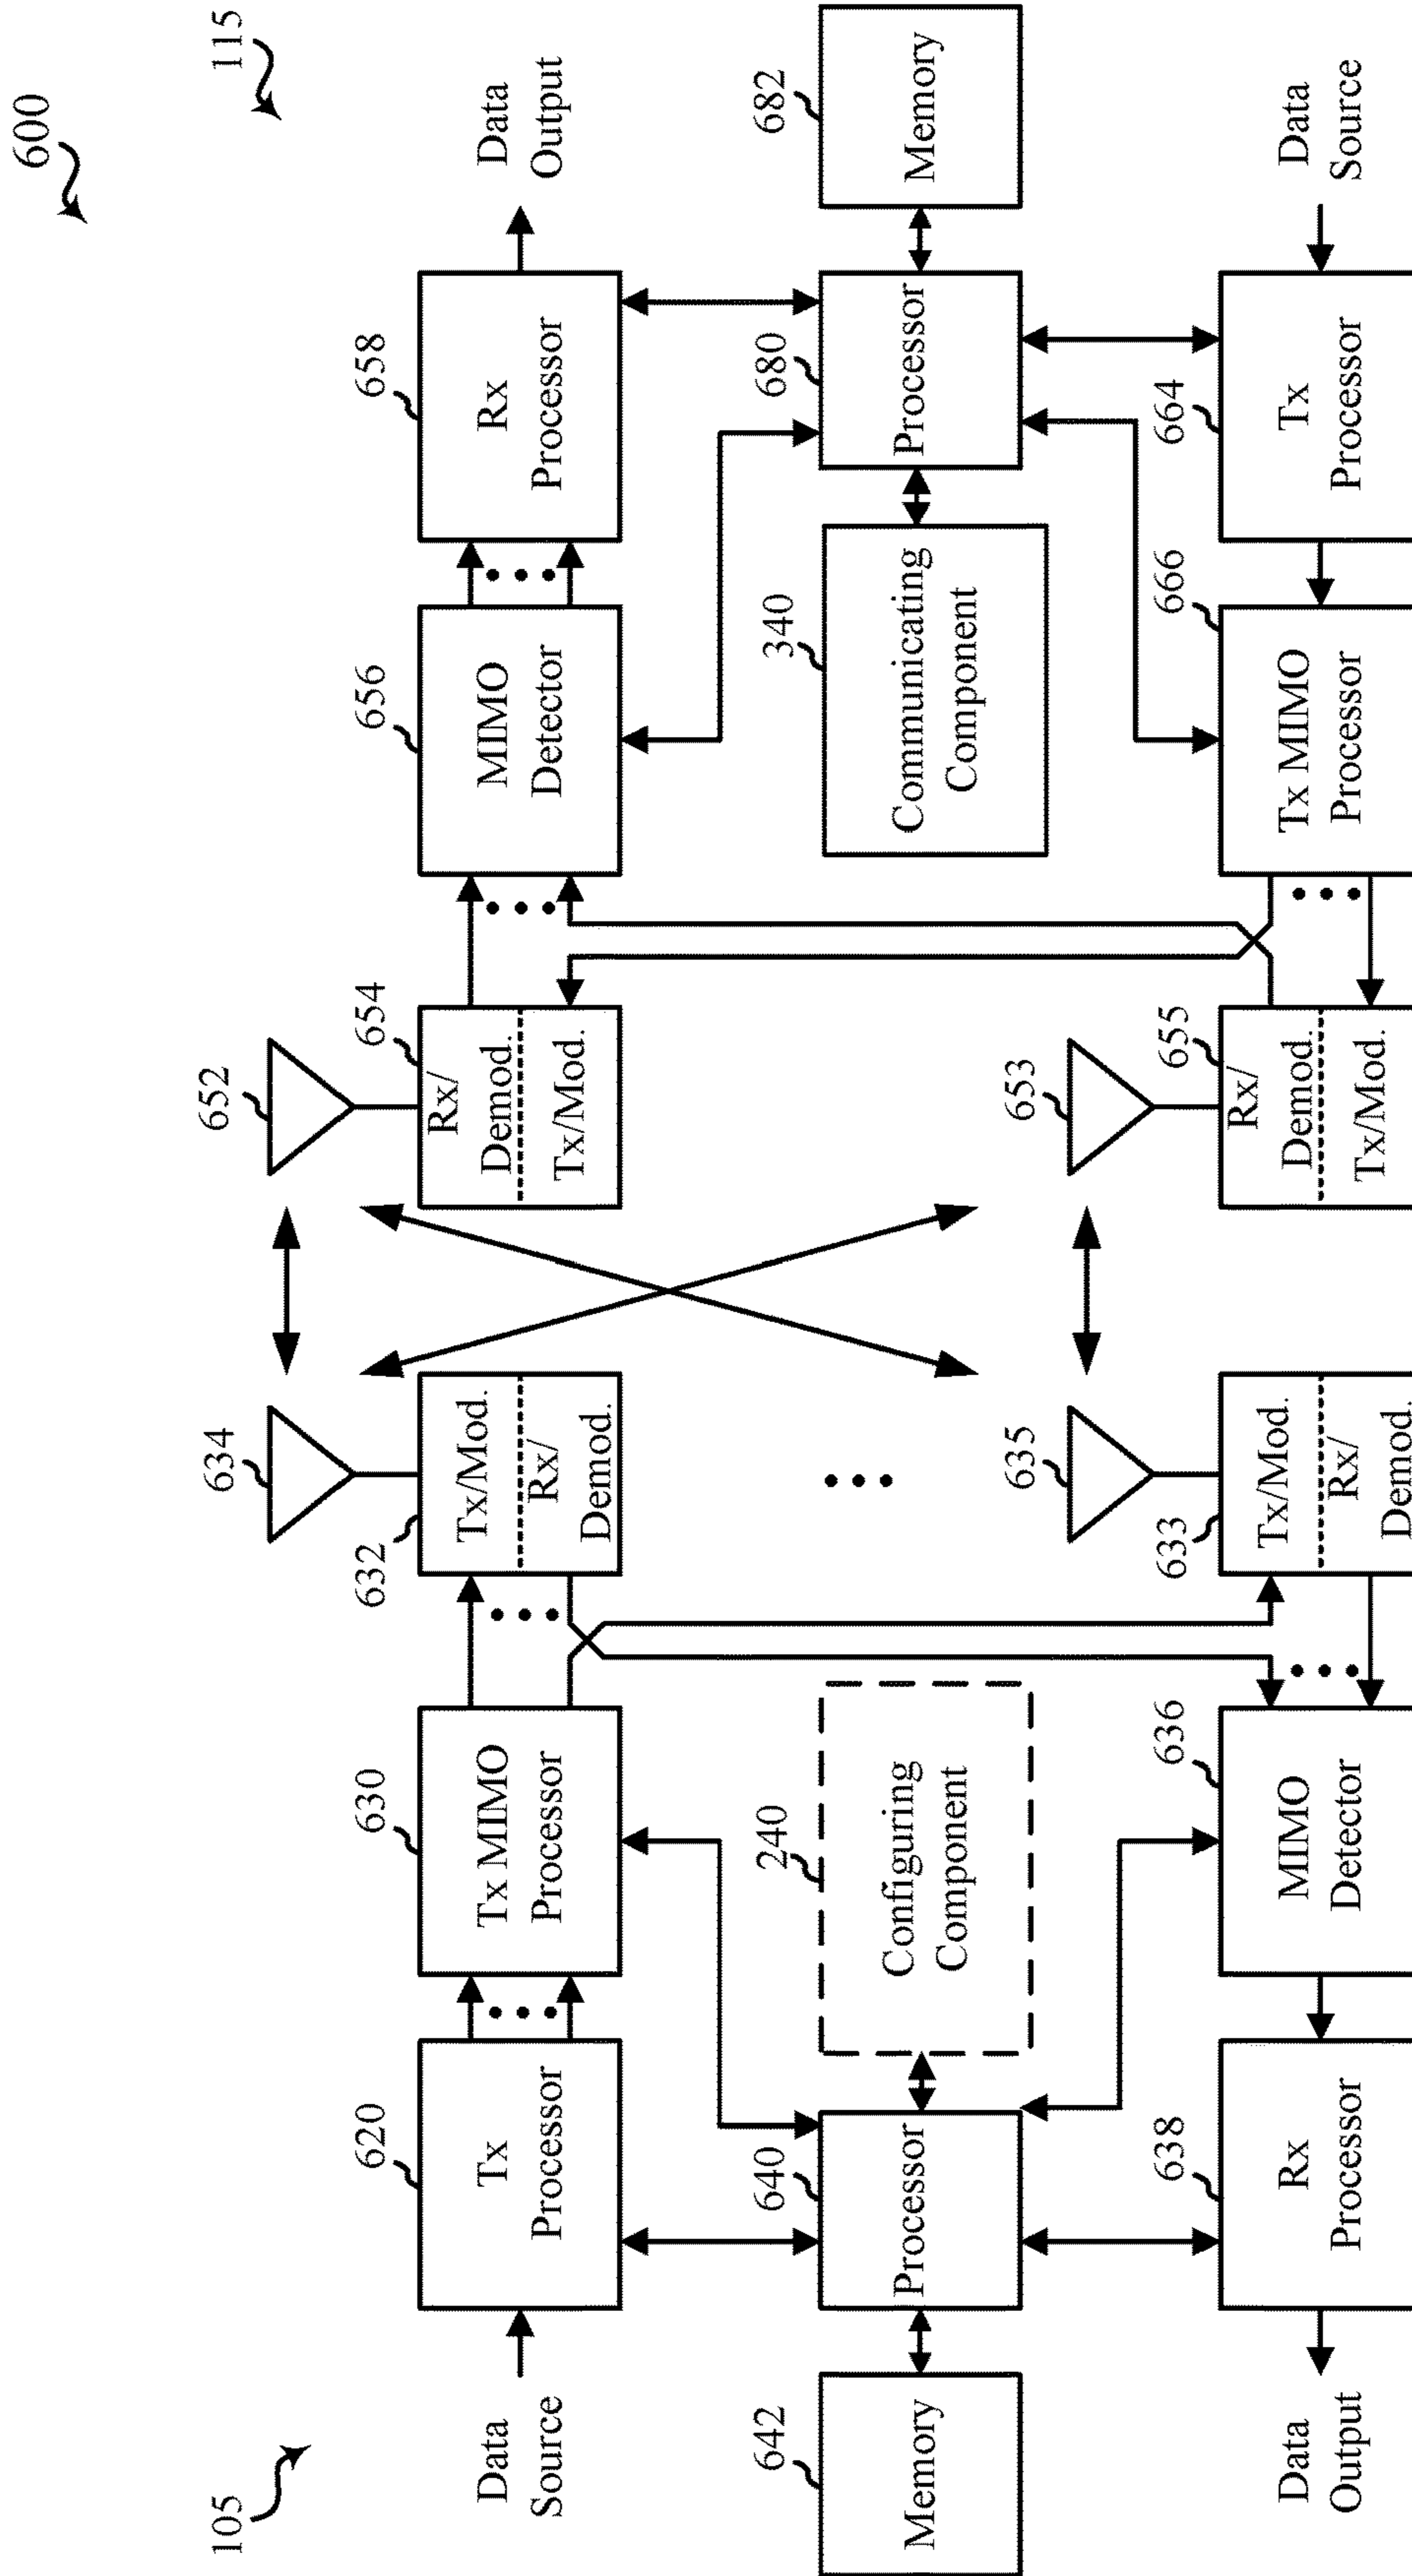 600
105
115
634
652
Data
Source
620
Tx
Processor
630
Tx MIMO
Processor
632
Tx/Mod.
Rx/
Demod.
654
Rx/
Demod.
Tx/Mod.
656
MIMO
Detector
658
Rx
Processor
Data
Output
642
Memory
640
Processor
240
Configuring
Component
340
Communicating
Component
680
Processor
682
Memory
635
653
Data
Output
638
Rx
Processor
636
MIMO
Detector
633
Tx/Mod.
Rx/
Demod.
655
Rx/
Demod.
Tx/Mod.
666
Tx MIMO
Processor
664
Tx
Processor
Data
Source